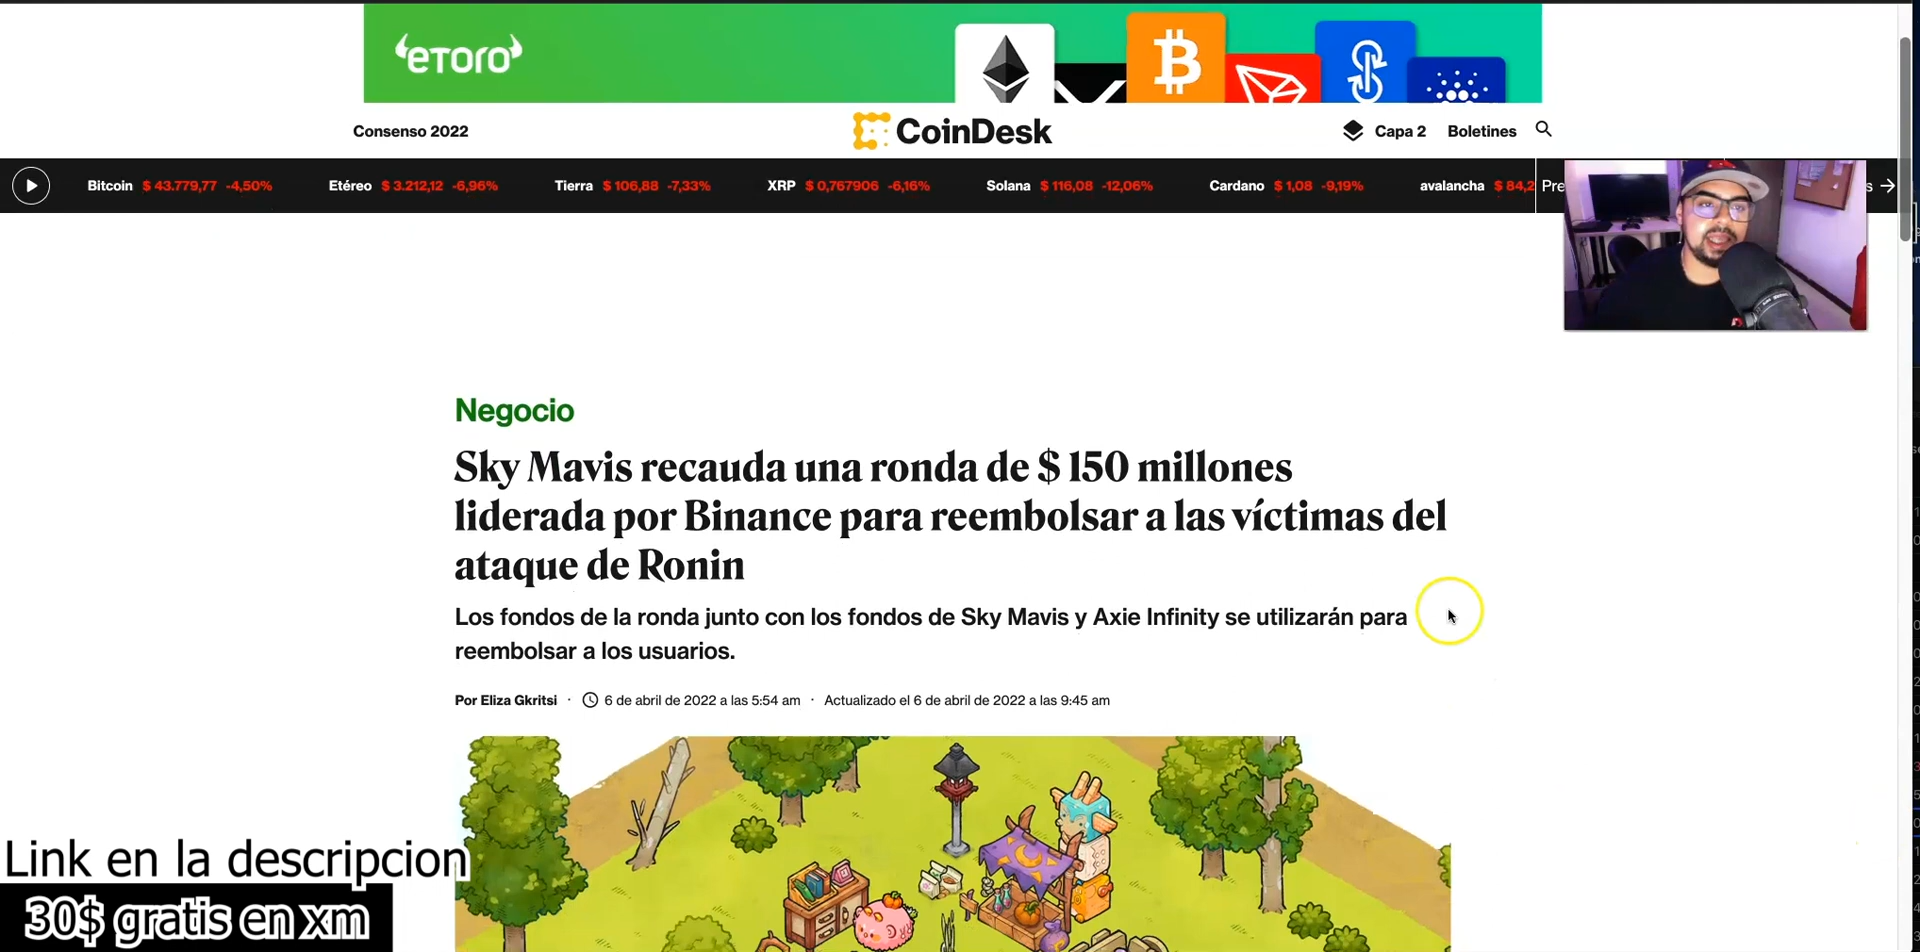 eToro
Consenso 2022
CoinDesk
Capa 2
Boletines
Bitcoin $ 43.779,77 -4,50%
Etéreo $ 3.212,12 -6,96%
Tierra $ 106,88 -7,33%
XRP $ 0,767906 -6,16%
Solana $ 116,08 -12,06%
Cardano $ 1,08 -9,19%
avalancha $ 84,2
Pre
s
Negocio
Sky Mavis recauda una ronda de $ 150 millones
liderada por Binance para reembolsar a las víctimas del
ataque de Ronin
Los fondos de la ronda junto con los fondos de Sky Mavis y Axie Infinity se utilizarán para
reembolsar a los usuarios.
Por Eliza Gkritsi · 6 de abril de 2022 a las 5:54 am · Actualizado el 6 de abril de 2022 a las 9:45 am
Link en la descripcion
30$ gratis en xm